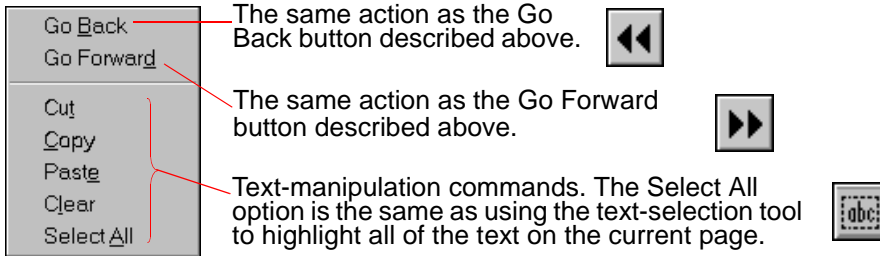 Go Back
Go Forward
Cut
Copy
Paste
Clear
Select All
The same action as the Go
Back button described above.
The same action as the Go Forward
button described above.
Text-manipulation commands. The Select All
option is the same as using the text-selection tool
to highlight all of the text on the current page.
abc